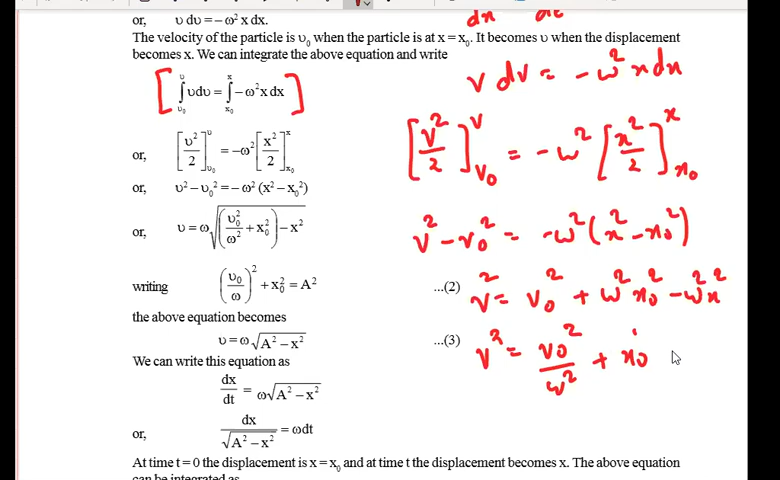 or, υ dυ = – ω² x dx.
The velocity of the particle is υ₀ when the particle is at x = x₀. It becomes υ when the displacement
becomes x. We can integrate the above equation and write
v dv = -ω² x dx
[ ∫_{υ₀}^{υ} υdυ = ∫_{x₀}^{x} –ω²x dx ]
or, [υ²/2]_{υ₀}^{υ} = –ω² [x²/2]_{x₀}^{x}
[v²/2]_{v₀}^{v} = -ω² [x²/2]_{x₀}^{x}
or, υ² – υ₀² = – ω² (x² – x₀²)
or, υ = ω√((υ₀²/ω² + x₀²) – x²)
v² - v₀² = -ω² (x² - x₀²)
writing (υ₀/ω)² + x₀² = A² ...(2)
v² = v₀² + ω² x₀² - ω² x²
the above equation becomes
υ = ω√(A² – x²) ...(3)
v² = v₀²/ω² + x₀
We can write this equation as
dx/dt = ω√(A² – x²)
or, dx/√(A² – x²) = ωdt
At time t = 0 the displacement is x = x₀ and at time t the displacement becomes x. The above equation
can be integrated as